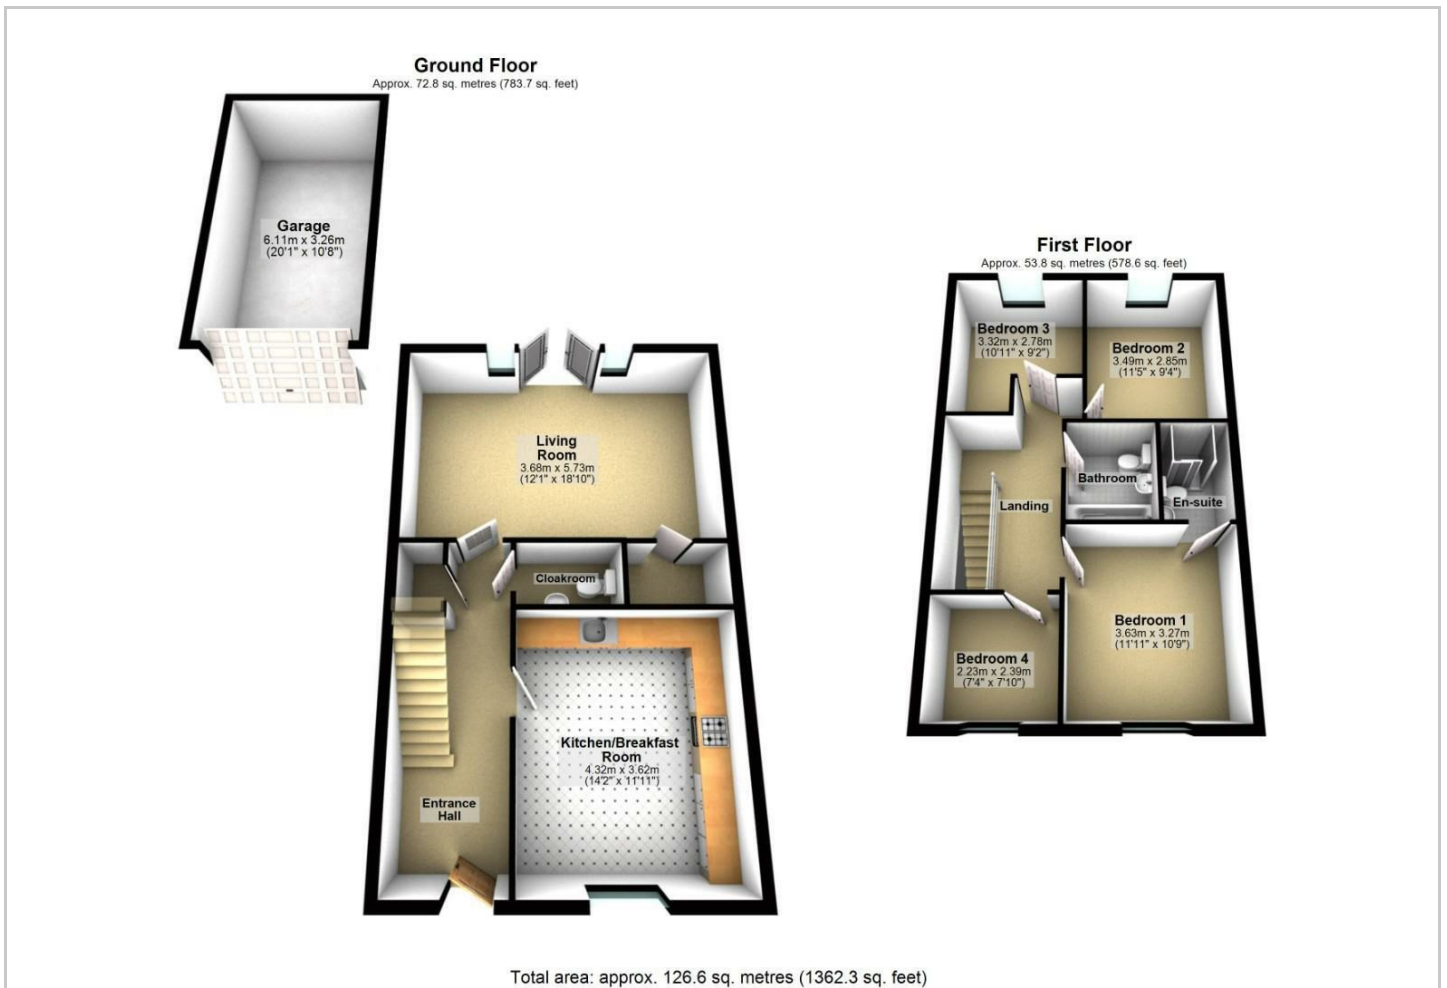 Ground Floor
Approx. 72.8 sq. metres (783.7 sq. feet)
Garage
6.11m x 3.26m
(20'1" x 10'8")
Living
Room
3.68m x 5.73m
(12'1" x 18'10")
Cloakroom
Kitchen/Breakfast
Room
4.32m x 3.62m
(14'2" x 11'11")
Entrance
Hall
First Floor
Approx. 53.8 sq. metres (578.6 sq. feet)
Bedroom 3
3.32m x 2.78m
(10'11" x 9'2")
Bedroom 2
3.49m x 2.85m
(11'5" x 9'4")
Bathroom
En-suite
Landing
Bedroom 1
3.63m x 3.27m
(11'11" x 10'9")
Bedroom 4
2.23m x 2.39m
(7'4" x 7'10")
Total area: approx. 126.6 sq. metres (1362.3 sq. feet)